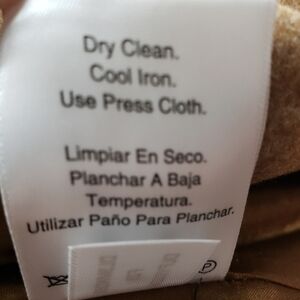 Dry Clean.
Cool Iron.
Use Press Cloth.
Limpiar En Seco.
Planchar A Baja
Temperatura.
Utilizar Paño Para Planchar.
P